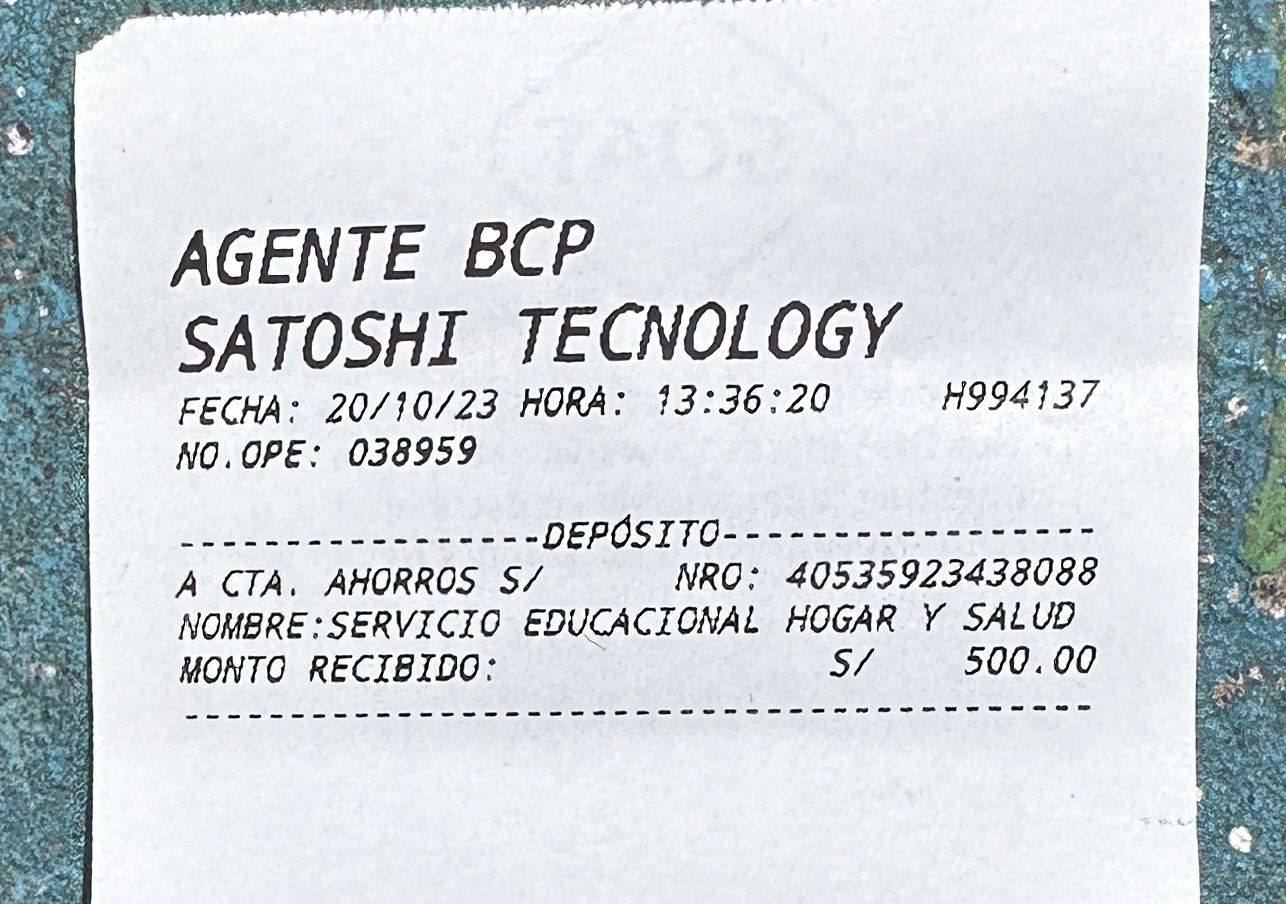 AGENTE BCP
SATOSHI TECNOLOGY
FECHA: 20/10/23 HORA: 13:36:20 H994137
NO.OPE: 038959
-----------------DEPÓSITO-----------------
A CTA. AHORROS S/ NRO: 40535923438088
NOMBRE:SERVICIO EDUCACIONAL HOGAR Y SALUD
MONTO RECIBIDO: S/ 500.00
-------------------------------------------